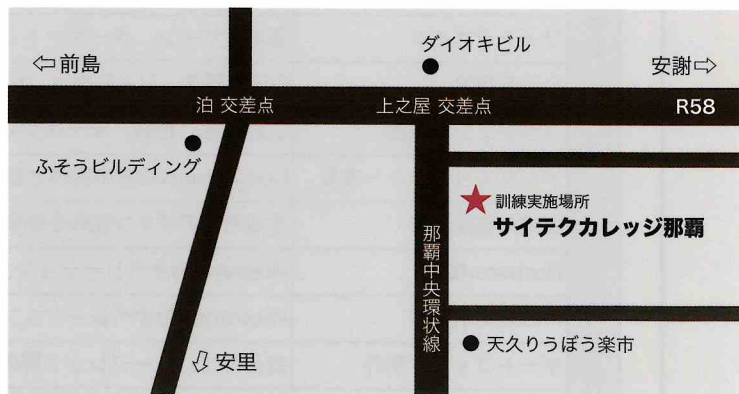 ダイオキビル
⇦前島
安謝⇨
泊 交差点
上之屋 交差点
R58
ふそうビルディング
訓練実施場所
サイテクカレッジ那覇
那覇中央環状線
天久りうぼう楽市
⇩安里